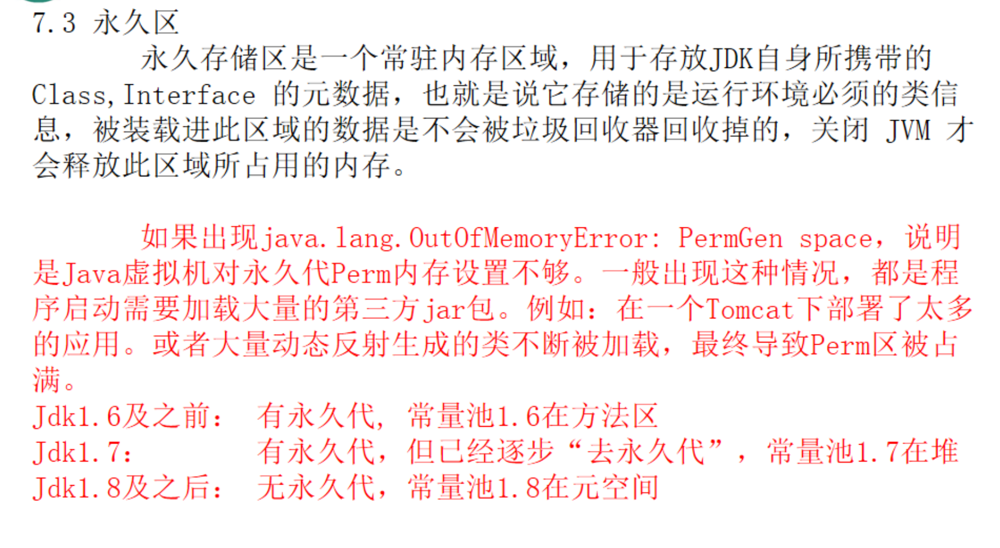 7.3 永久区
永久存储区是一个常驻内存区域，用于存放JDK自身所携带的
Class,Interface 的元数据，也就是说它存储的是运行环境必须的类信
息，被装载进此区域的数据是不会被垃圾回收器回收掉的，关闭 JVM 才
会释放此区域所占用的内存。
如果出现java.lang.OutOfMemoryError: PermGen space，说明
是Java虚拟机对永久代Perm内存设置不够。一般出现这种情况，都是程
序启动需要加载大量的第三方jar包。例如：在一个Tomcat下部署了太多
的应用。或者大量动态反射生成的类不断被加载，最终导致Perm区被占
满。
Jdk1.6及之前： 有永久代, 常量池1.6在方法区
Jdk1.7： 有永久代，但已经逐步“去永久代”，常量池1.7在堆
Jdk1.8及之后： 无永久代，常量池1.8在元空间